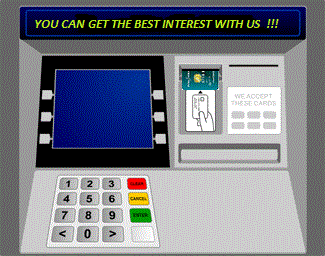 YOU CAN GET THE BEST INTEREST WITH US !!!
WE ACCEPT
THESE CARDS
1 2 3 CLEAR
4 5 6 CANCEL
7 8 9 ENTER
< 0 >